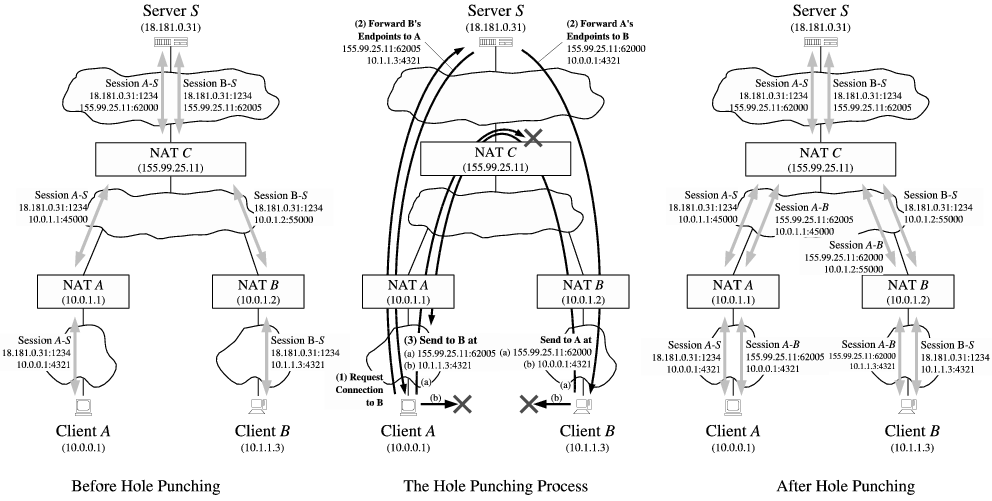 Server S
(18.181.0.31)
Session A-S
18.181.0.31:1234
155.99.25.11:62000
Session B-S
18.181.0.31:1234
155.99.25.11:62005
NAT C
(155.99.25.11)
Session A-S
18.181.0.31:1234
10.0.1.1:45000
Session B-S
18.181.0.31:1234
10.0.1.2:55000
NAT A
(10.0.1.1)
NAT B
(10.0.1.2)
Session A-S
18.181.0.31:1234
10.0.0.1:4321
Session B-S
18.181.0.31:1234
10.1.1.3:4321
Client A
(10.0.0.1)
Client B
(10.1.1.3)
Before Hole Punching
Server S
(18.181.0.31)
(2) Forward B's
Endpoints to A
155.99.25.11:62005
10.1.1.3:4321
(2) Forward A's
Endpoints to B
155.99.25.11:62000
10.0.0.1:4321
NAT C
(155.99.25.11)
NAT A
(10.0.1.1)
NAT B
(10.0.1.2)
(3) Send to B at
(a) 155.99.25.11:62005
(b) 10.1.1.3:4321
Send to A at
(a) 155.99.25.11:62000
(b) 10.0.0.1:4321
(1) Request
Connection
to B
(a)
(b)
(a)
(b)
Client A
(10.0.0.1)
Client B
(10.1.1.3)
The Hole Punching Process
Server S
(18.181.0.31)
Session A-S
18.181.0.31:1234
155.99.25.11:62000
Session B-S
18.181.0.31:1234
155.99.25.11:62005
NAT C
(155.99.25.11)
Session A-S
18.181.0.31:1234
10.0.1.1:45000
Session A-B
155.99.25.11:62005
10.0.1.1:45000
Session B-S
18.181.0.31:1234
10.0.1.2:55000
Session A-B
155.99.25.11:62000
10.0.1.2:55000
NAT A
(10.0.1.1)
NAT B
(10.0.1.2)
Session A-S
18.181.0.31:1234
10.0.0.1:4321
Session A-B
155.99.25.11:62005
10.0.0.1:4321
Session A-B
155.99.25.11:62000
10.1.1.3:4321
Session B-S
18.181.0.31:1234
10.1.1.3:4321
Client A
(10.0.0.1)
Client B
(10.1.1.3)
After Hole Punching